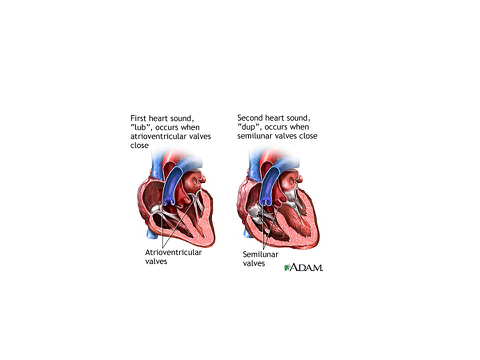 First heart sound,
"lub", occurs when
atrioventricular valves
close
Second heart sound,
"dup", occurs when
semilunar valves close
Atrioventricular
valves
Semilunar
valves
ADAM.